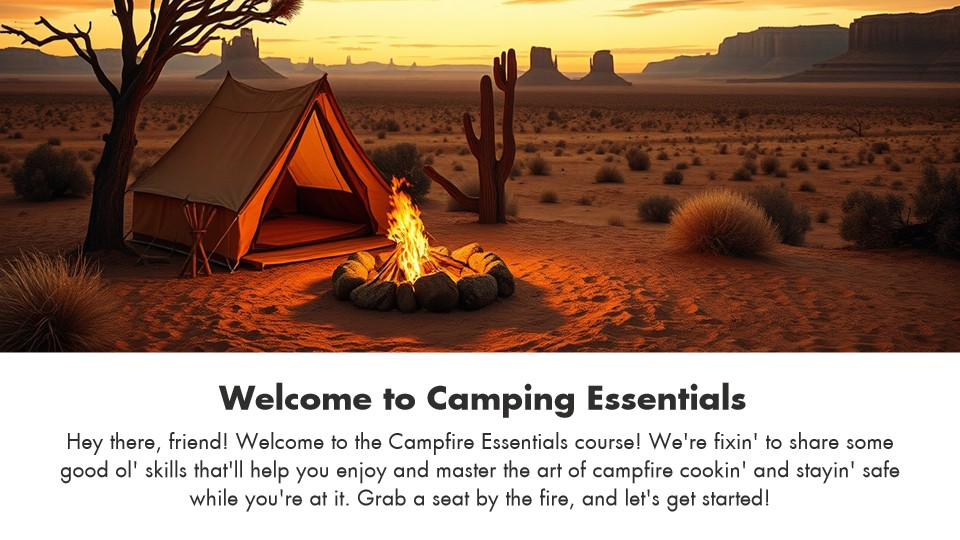 Welcome to Camping Essentials
Hey there, friend! Welcome to the Campfire Essentials course! We're fixin' to share some
good ol' skills that'll help you enjoy and master the art of campfire cookin' and stayin' safe
while you're at it. Grab a seat by the fire, and let's get started!